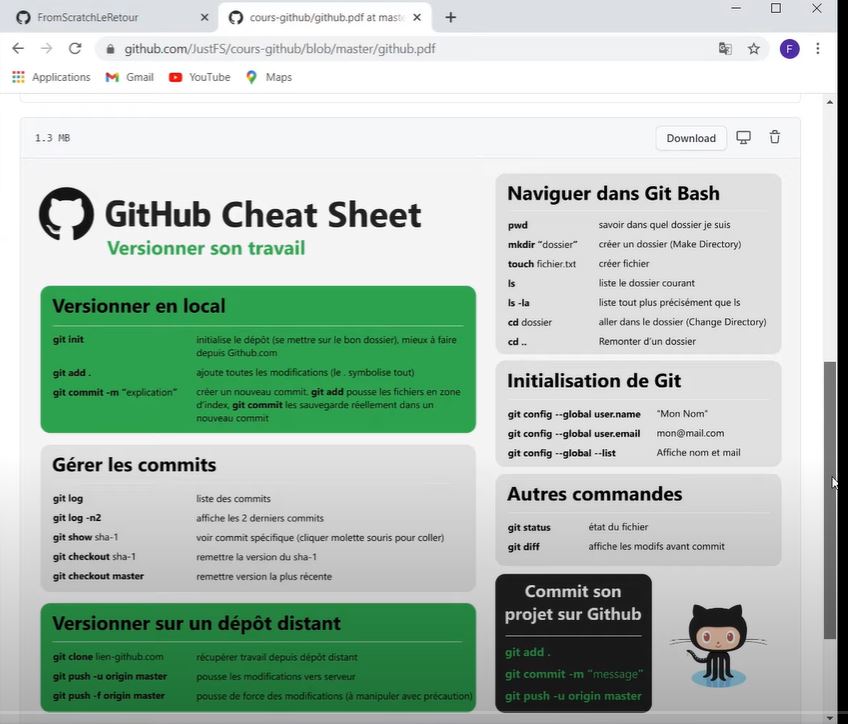 FromScratchLeRetour
cours-github/github.pdf at mast
github.com/JustFS/cours-github/blob/master/github.pdf
F
Applications
Gmail
YouTube
Maps
1.3 MB
Download
GitHub Cheat Sheet
Versionner son travail
Versionner en local
git init initialise le dépôt (se mettre sur le bon dossier), mieux à faire
depuis Github.com
git add . ajoute toutes les modifications (le . symbolise tout)
git commit -m "explication" créer un nouveau commit. git add pousse les fichiers en zone
d'index, git commit les sauvegarde réellement dans un
nouveau commit
Gérer les commits
git log liste des commits
git log -n2 affiche les 2 derniers commits
git show sha-1 voir commit spécifique (cliquer molette souris pour coller)
git checkout sha-1 remettre la version du sha-1
git checkout master remettre version la plus récente
Versionner sur un dépôt distant
git clone lien-github.com récupérer travail depuis dépôt distant
git push -u origin master pousse les modifications vers serveur
git push -f origin master pousse de force des modifications (à manipuler avec précaution)
Naviguer dans Git Bash
pwd savoir dans quel dossier je suis
mkdir "dossier" créer un dossier (Make Directory)
touch fichier.txt créer fichier
ls liste le dossier courant
ls -la liste tout plus précisément que ls
cd dossier aller dans le dossier (Change Directory)
cd .. Remonter d'un dossier
Initialisation de Git
git config --global user.name "Mon Nom"
git config --global user.email mon@mail.com
git config --global --list Affiche nom et mail
Autres commandes
git status état du fichier
git diff affiche les modifs avant commit
Commit son
projet sur Github
git add .
git commit -m "message"
git push -u origin master